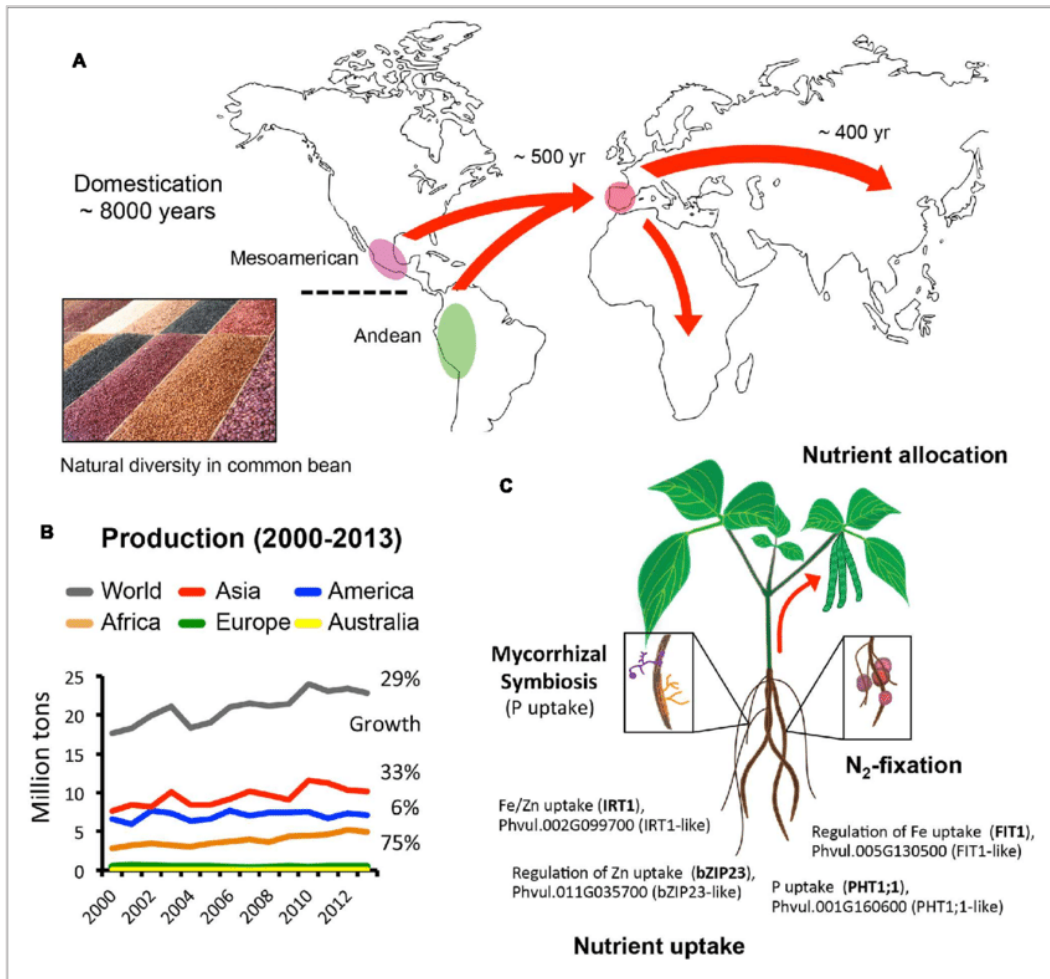 A
~ 500 yr
~ 400 yr
Domestication
~ 8000 years
Mesoamerican
Andean
Natural diversity in common bean
B
Production (2000-2013)
World
Asia
America
Africa
Europe
Australia
Million tons
25
20
15
10
5
0
29%
Growth
33%
6%
75%
2000
2002
2004
2006
2008
2010
2012
C
Nutrient allocation
Mycorrhizal
Symbiosis
(P uptake)
N₂-fixation
Fe/Zn uptake (IRT1),
Phvul.002G099700 (IRT1-like)
Regulation of Zn uptake (bZIP23),
Phvul.011G035700 (bZIP23-like)
Regulation of Fe uptake (FIT1),
Phvul.005G130500 (FIT1-like)
P uptake (PHT1;1),
Phvul.001G160600 (PHT1;1-like)
Nutrient uptake